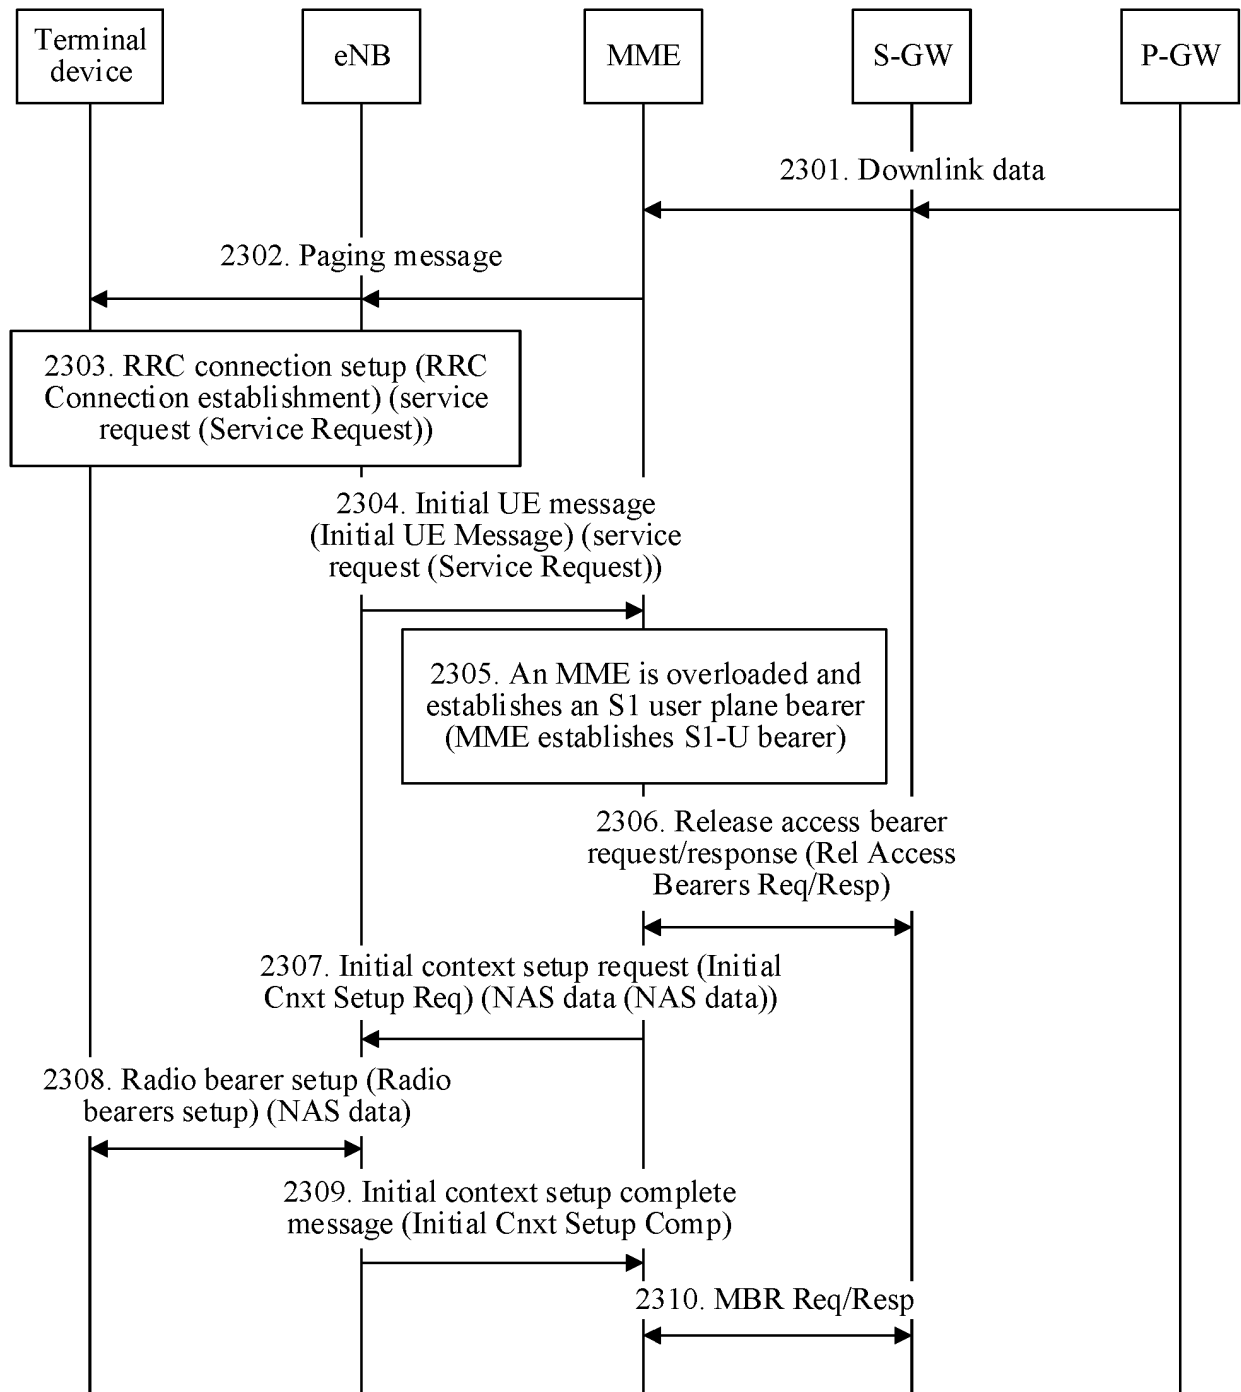 Terminal
device
eNB
MME
S-GW
P-GW
2301. Downlink data
2302. Paging message
2303. RRC connection setup (RRC
Connection establishment) (service
request (Service Request))
2304. Initial UE message
(Initial UE Message) (service
request (Service Request))
2305. An MME is overloaded and
establishes an S1 user plane bearer
(MME establishes S1-U bearer)
2306. Release access bearer
request/response (Rel Access
Bearers Req/Resp)
2307. Initial context setup request (Initial
Cnxt Setup Req) (NAS data (NAS data))
2308. Radio bearer setup (Radio
bearers setup) (NAS data)
2309. Initial context setup complete
message (Initial Cnxt Setup Comp)
2310. MBR Req/Resp